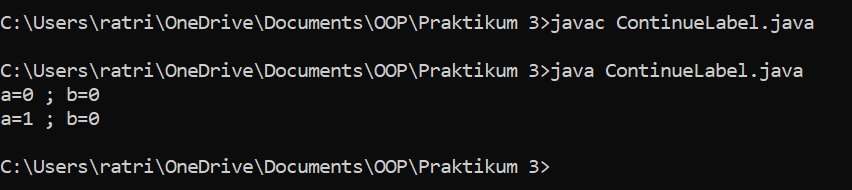 C:\Users\ratri\OneDrive\Documents\OOP\Praktikum 3>javac ContinueLabel.java
C:\Users\ratri\OneDrive\Documents\OOP\Praktikum 3>java ContinueLabel.java
a=0 ; b=0
a=1 ; b=0
C:\Users\ratri\OneDrive\Documents\OOP\Praktikum 3>